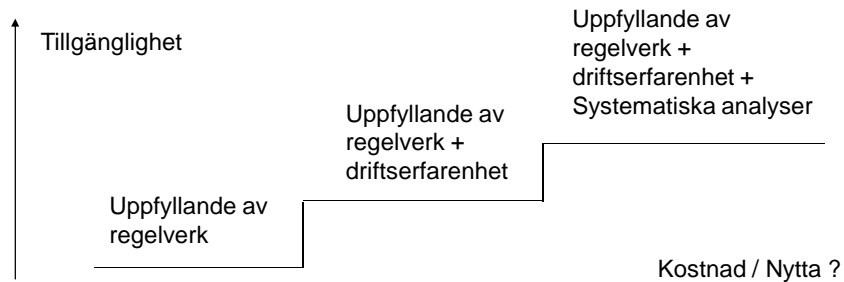 Tillgänglighet
Uppfyllande av
regelverk
Uppfyllande av
regelverk +
driftserfarenhet
Uppfyllande av
regelverk +
driftserfarenhet +
Systematiska analyser
Kostnad / Nytta ?